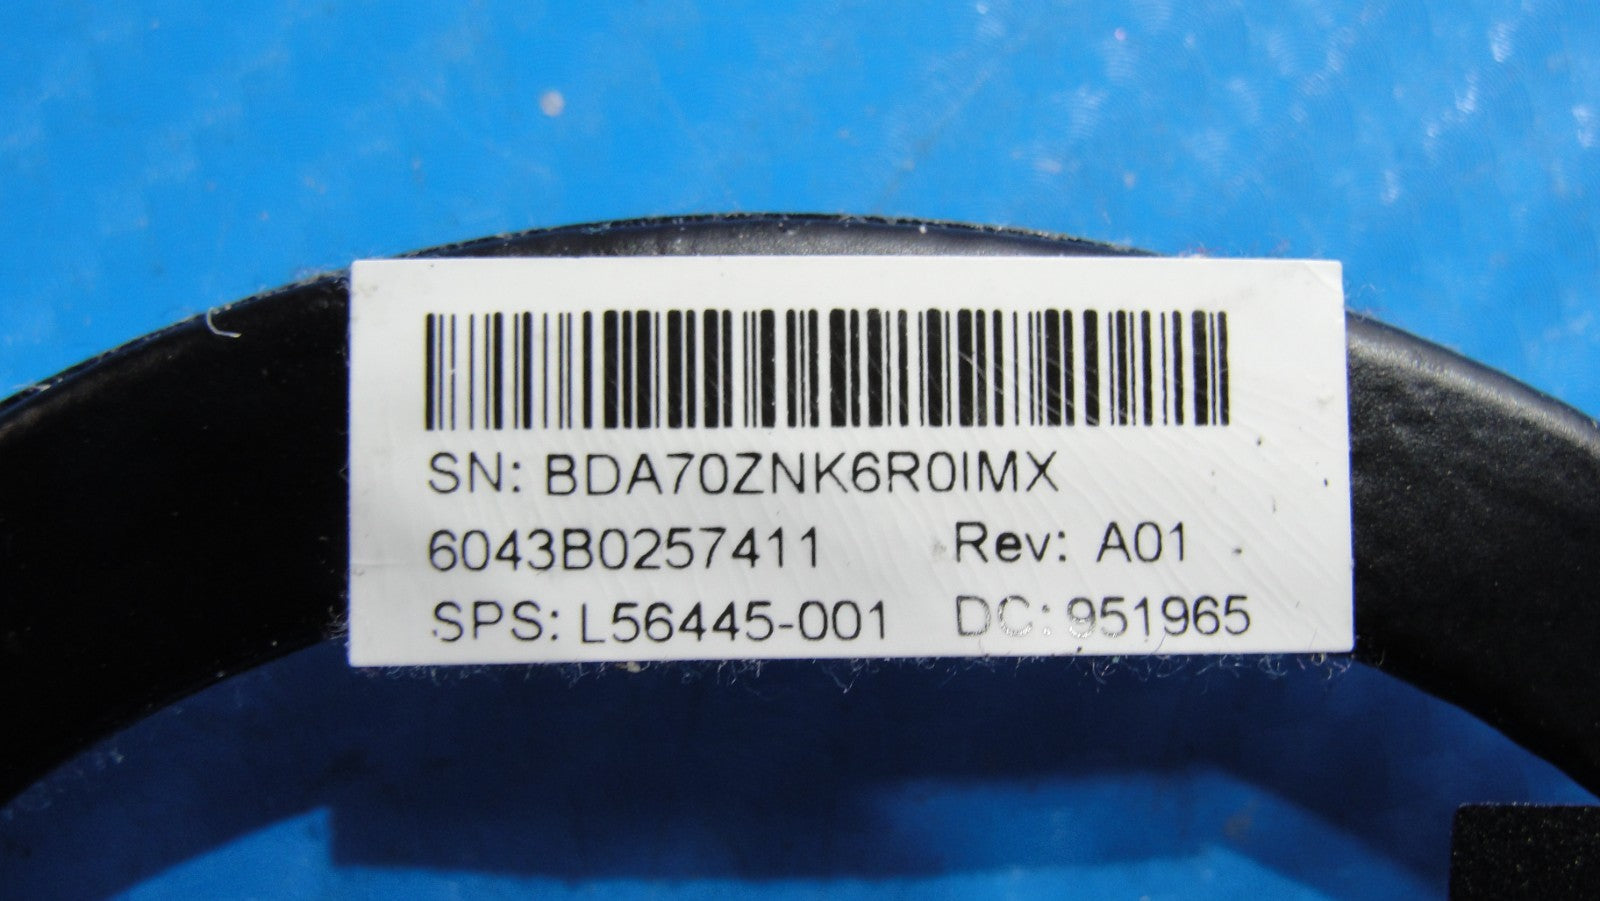 SN: BDA70ZNK6R0IMX
6043B0257411 Rev: A01
SPS: L56445-001 DC: 951965